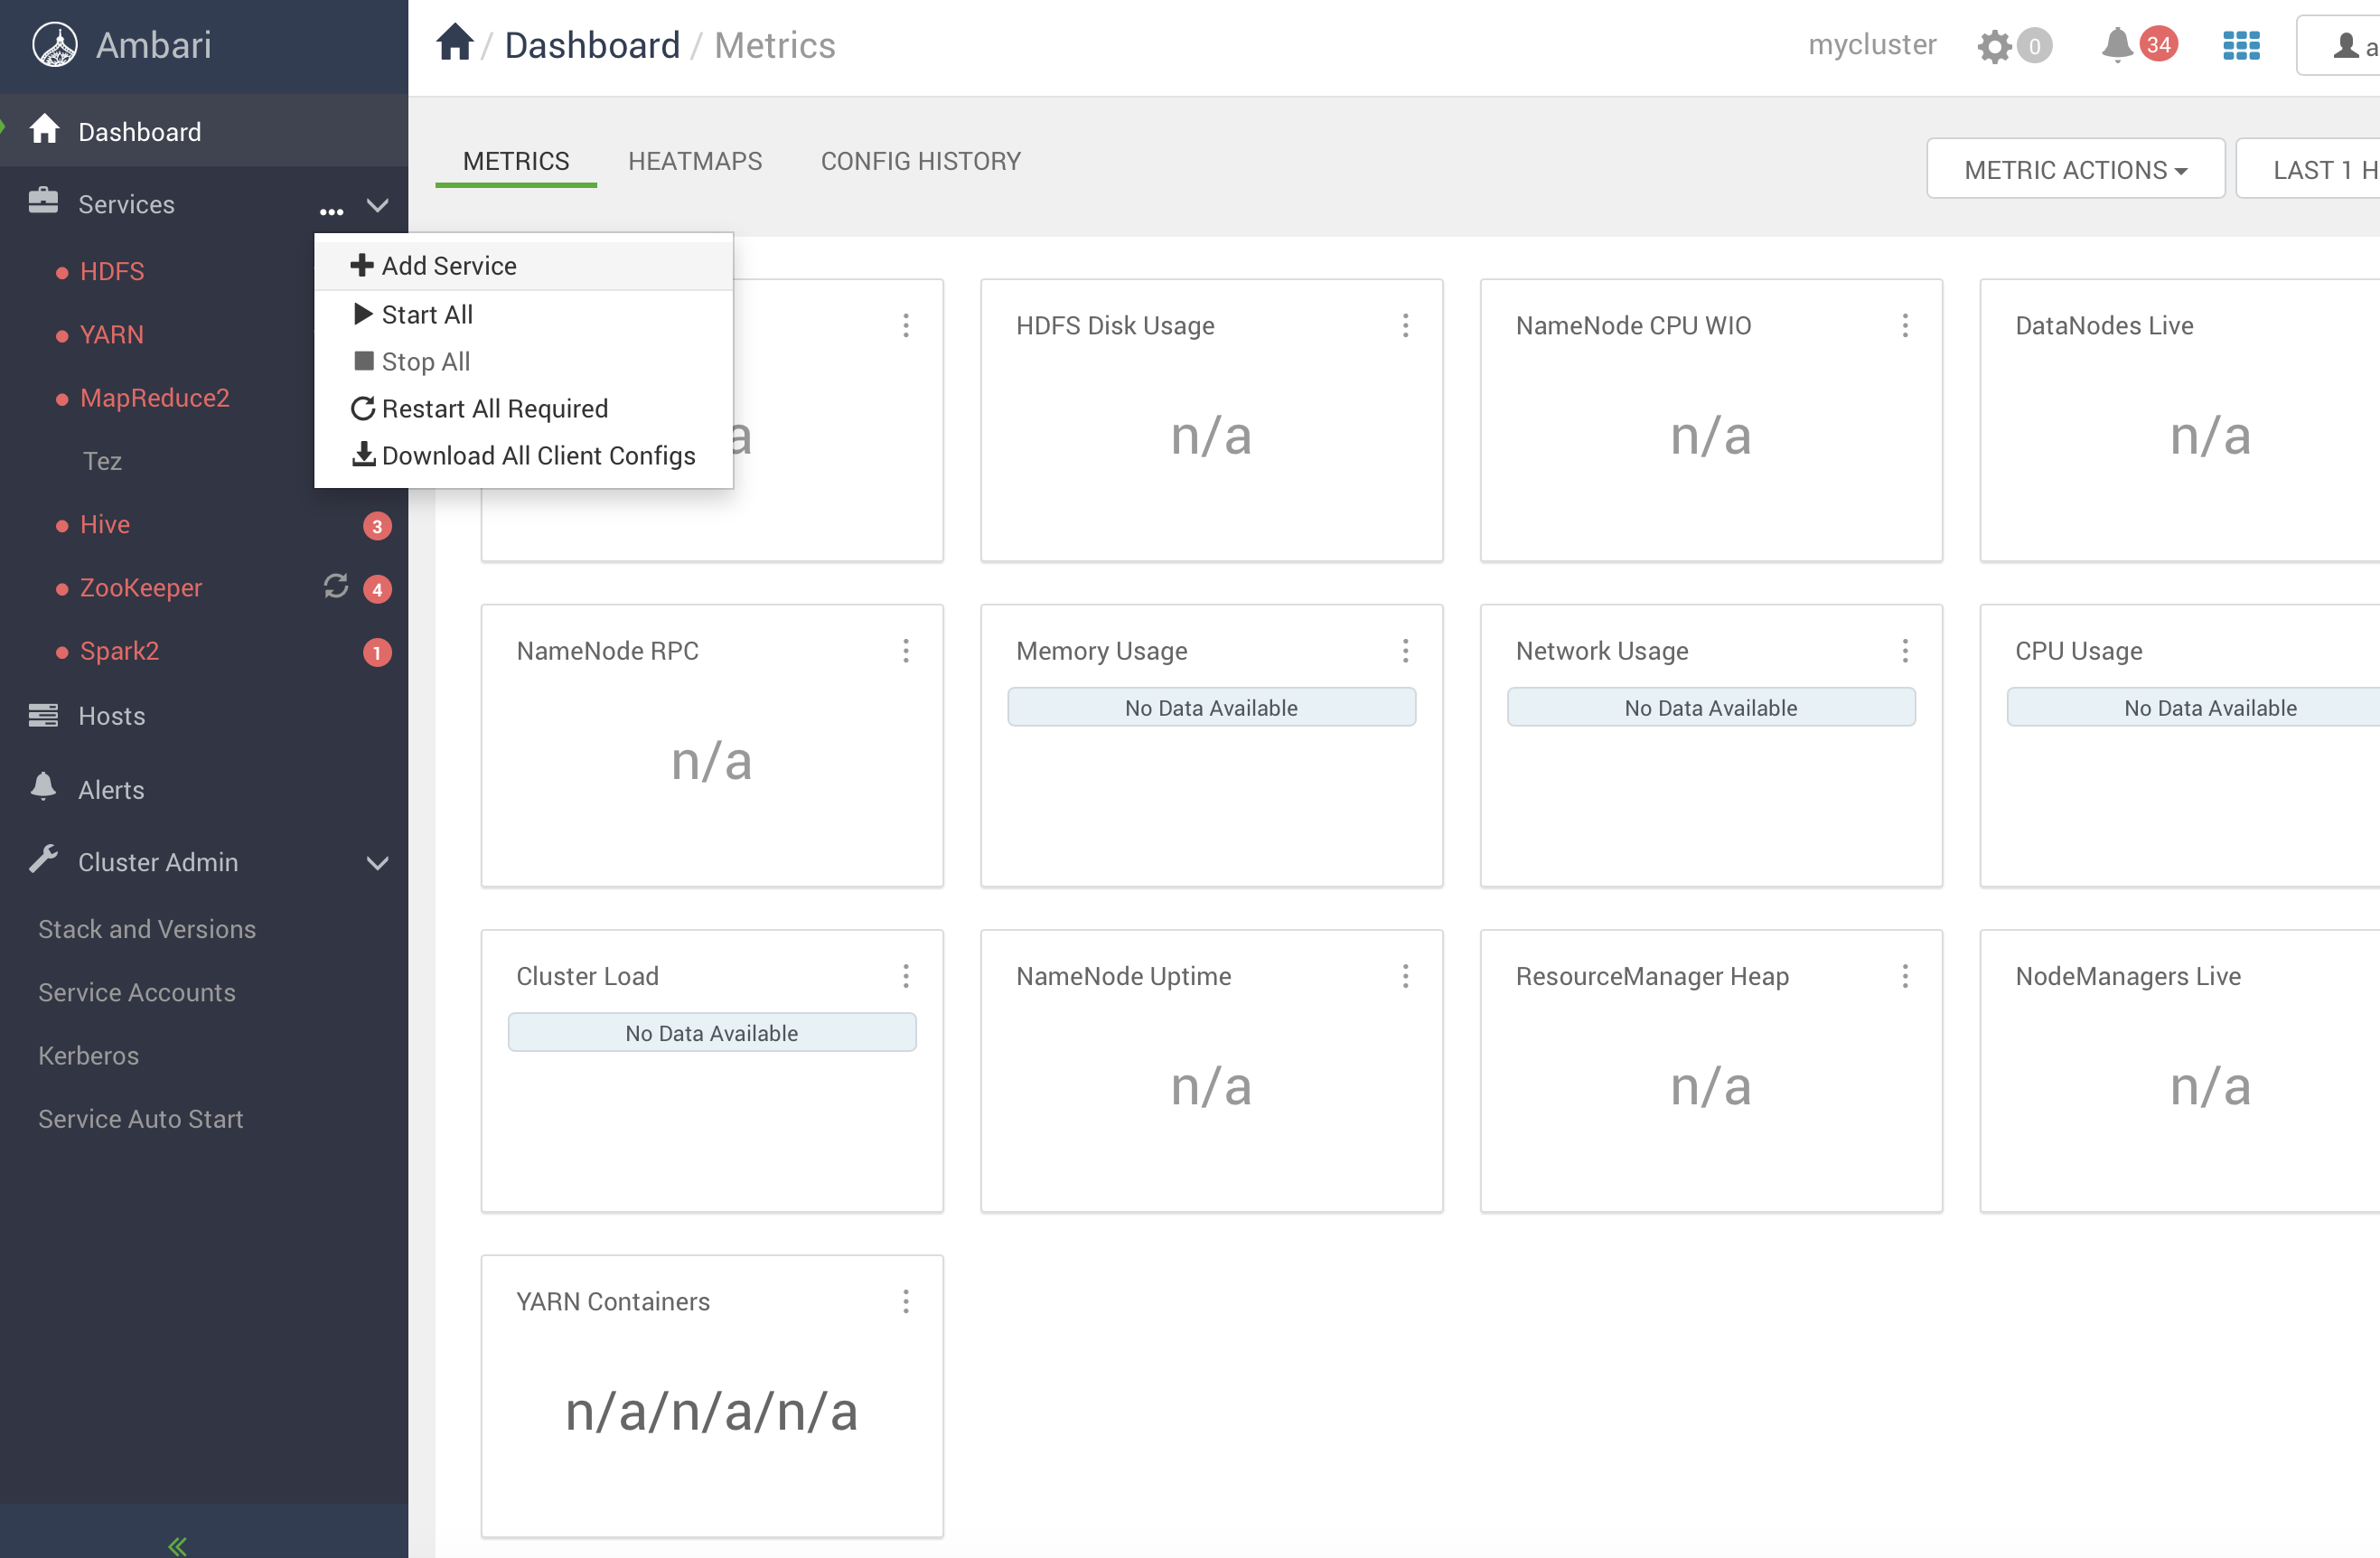 Ambari
Dashboard / Metrics
mycluster
0
34
a
Dashboard
Services
HDFS
YARN
MapReduce2
Tez
Hive
3
ZooKeeper
4
Spark2
1
Hosts
Alerts
Cluster Admin
Stack and Versions
Service Accounts
Kerberos
Service Auto Start
Add Service
Start All
Stop All
Restart All Required
Download All Client Configs
METRICS
HEATMAPS
CONFIG HISTORY
METRIC ACTIONS
LAST 1 H
a
HDFS Disk Usage
n/a
NameNode CPU WIO
n/a
DataNodes Live
n/a
NameNode RPC
n/a
Memory Usage
No Data Available
Network Usage
No Data Available
CPU Usage
No Data Available
Cluster Load
No Data Available
NameNode Uptime
n/a
ResourceManager Heap
n/a
NodeManagers Live
n/a
YARN Containers
n/a/n/a/n/a